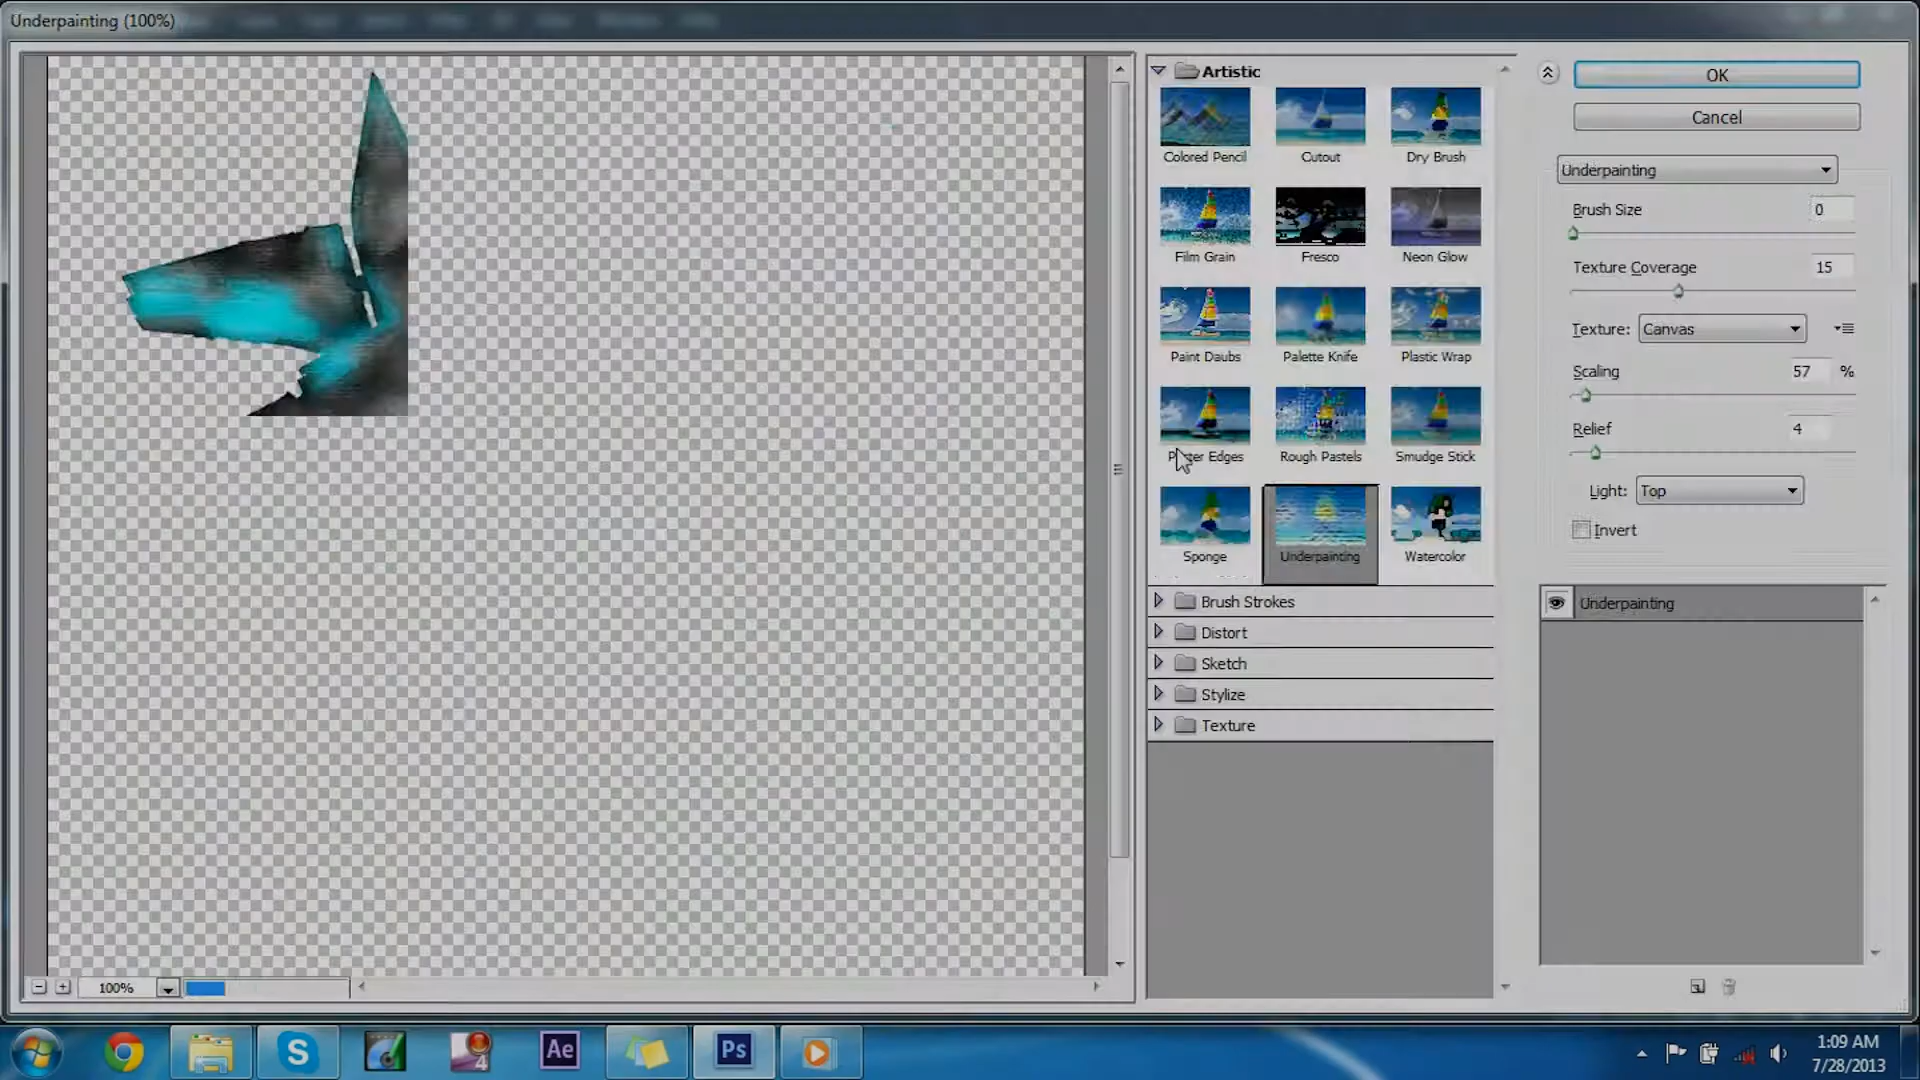 Underpainting (100%)
Artistic
Colored Pencil
Cutout
Dry Brush
Film Grain
Fresco
Neon Glow
Paint Daubs
Palette Knife
Plastic Wrap
Edges
Rough Pastels
Smudge Stick
Sponge
Underpainting
Watercolor
Brush Strokes
Distort
Sketch
Stylize
Texture
OK
Cancel
Underpainting
Brush Size 0
Texture Coverage 15
Texture: Canvas
Scaling 57 %
Relief 4
Light: Top
Invert
Underpainting
100%
S
4
Ae
Ps
1:09 AM
7/28/2013